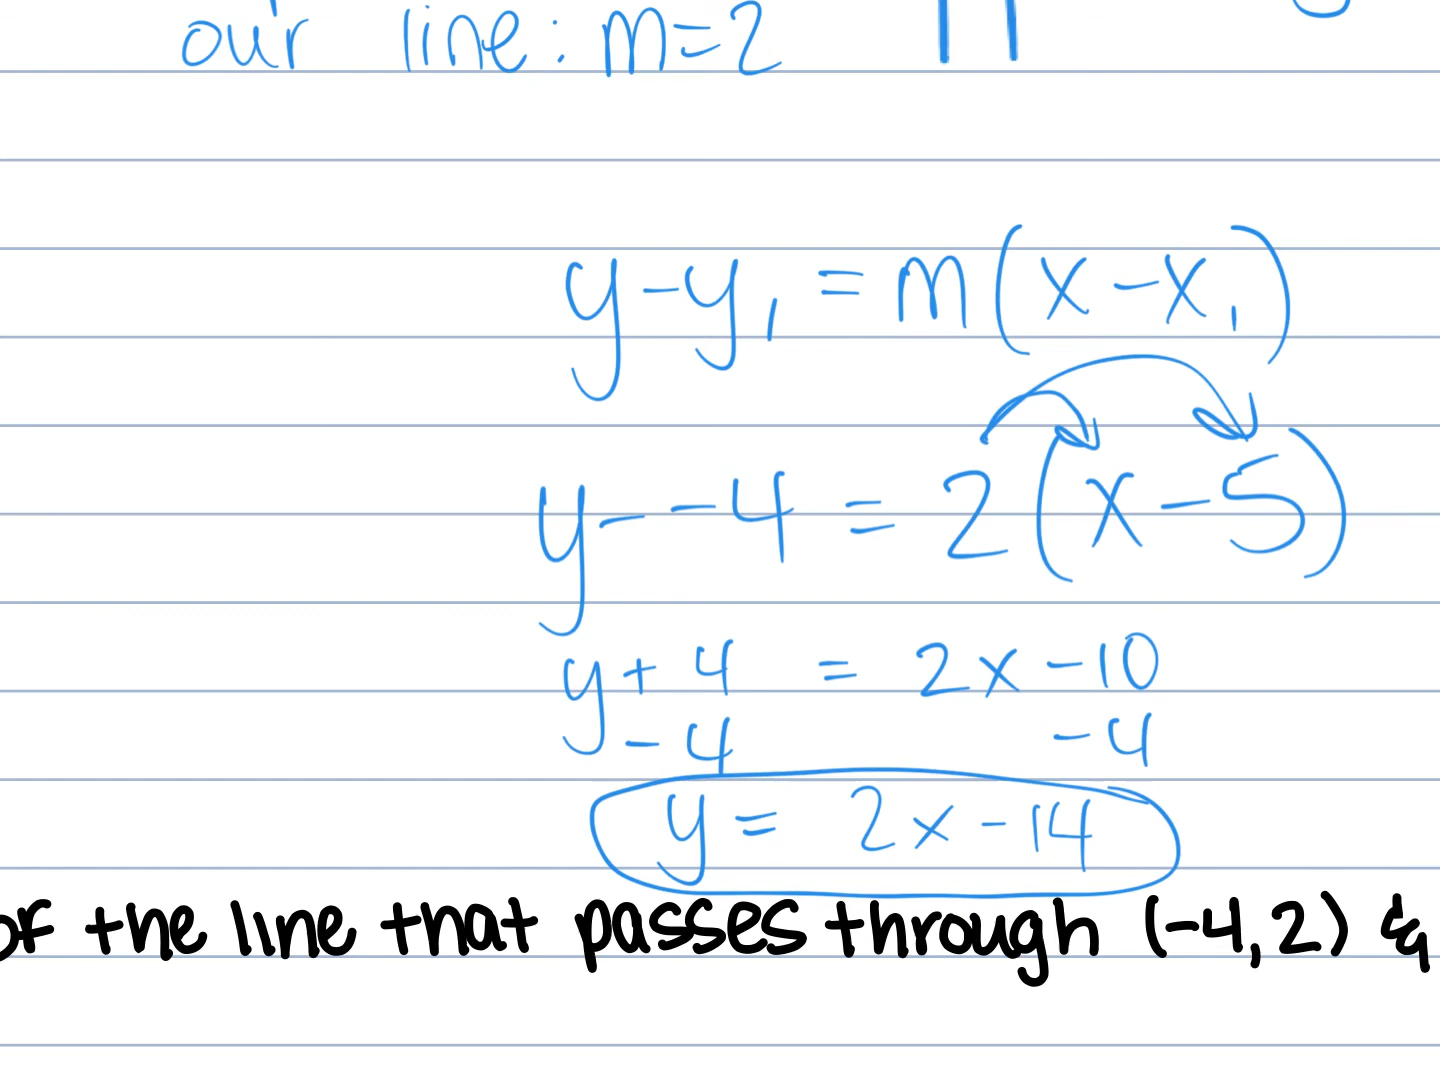 our line: m=2
y-y₁ = m(x-x₁)
y--4 = 2(x-5)
y+4 = 2x-10
-4 -4
y= 2x-14
of the line that passes through (-4,2) &